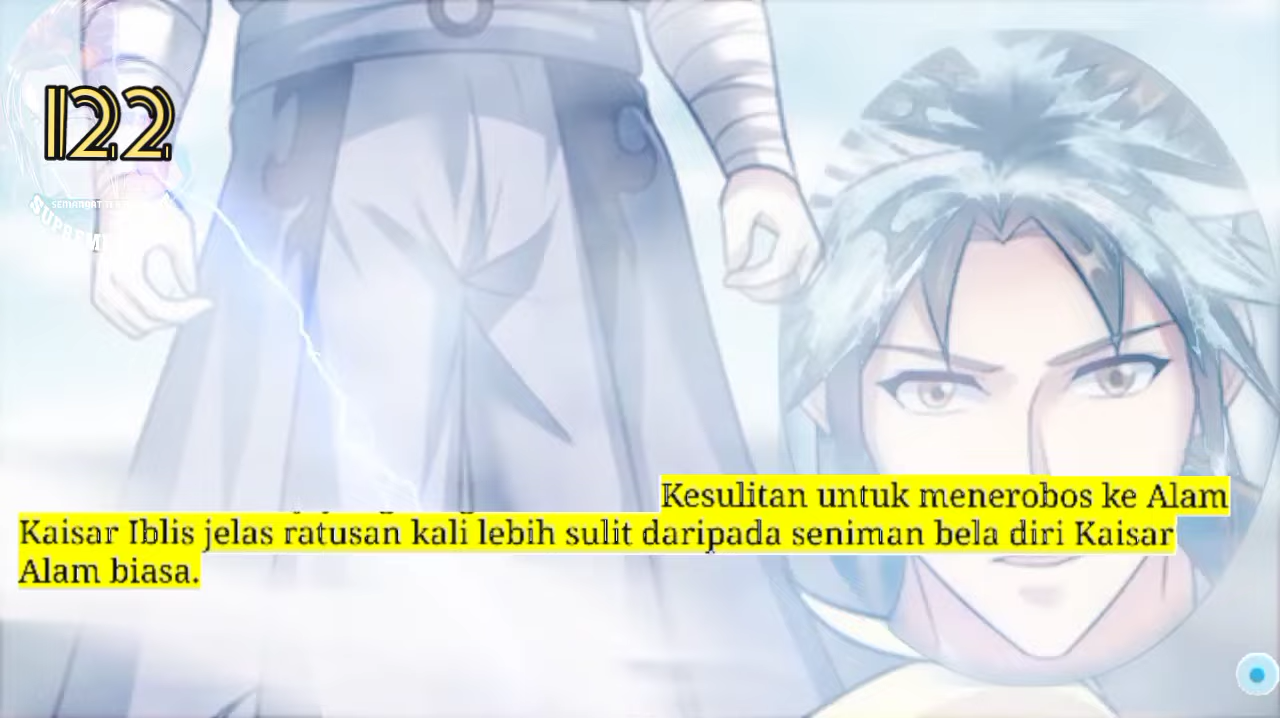 122
SUPREME
Kesulitan untuk menerobos ke Alam
Kaisar Iblis jelas ratusan kali lebih sulit daripada seniman bela diri Kaisar
Alam biasa.